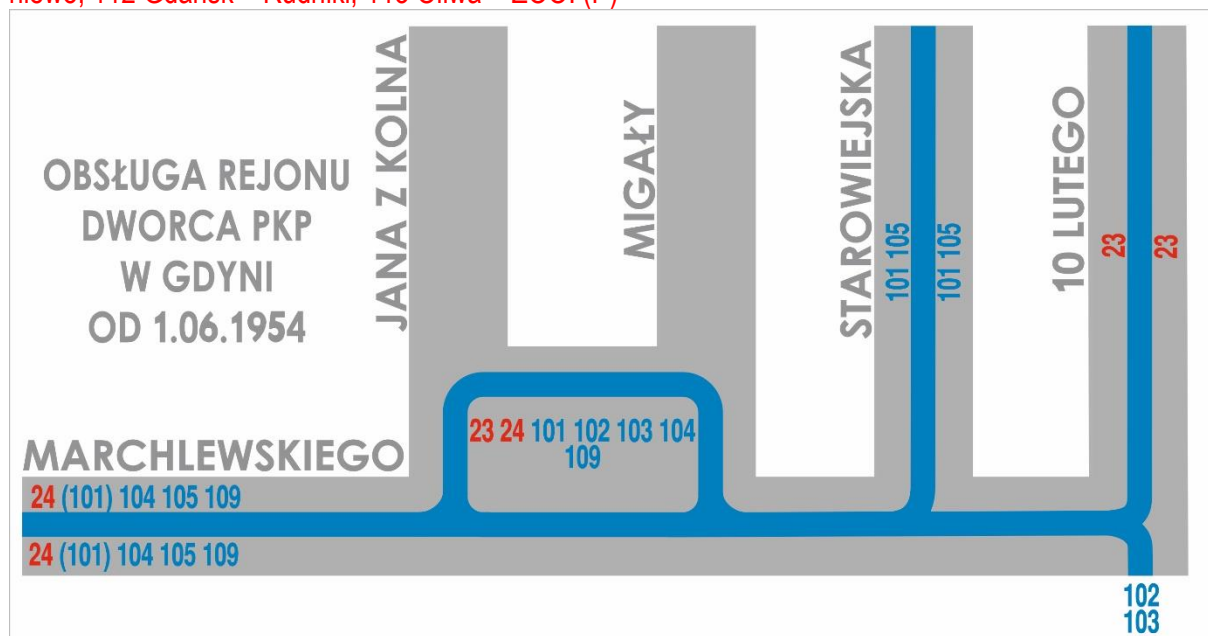 OBSŁUGA REJONU
DWORCA PKP
W GDYNI
OD 1.06.1954
JANA Z KOLNA
MIGAŁY
STAROWIEJSKA
101 105
101 105
10 LUTEGO
23
23
23 24 101 102 103 104
109
MARCHLEWSKIEGO
24 (101) 104 105 109
24 (101) 104 105 109
102
103